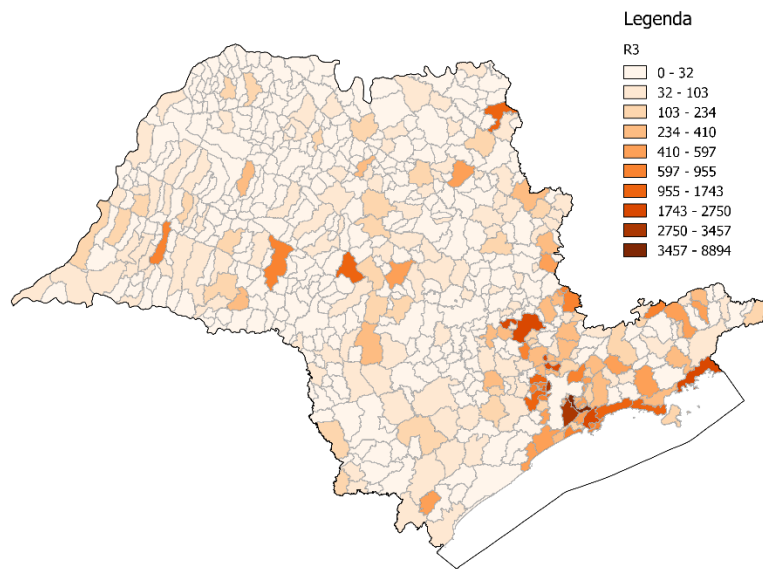 Legenda
R3
0 - 32
32 - 103
103 - 234
234 - 410
410 - 597
597 - 955
955 - 1743
1743 - 2750
2750 - 3457
3457 - 8894